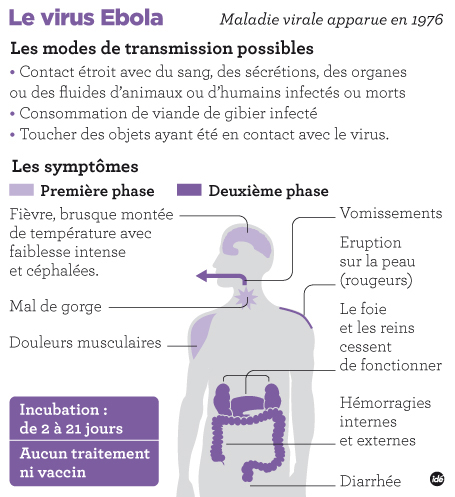 Le virus Ebola
Maladie virale apparue en 1976
Les modes de transmission possibles
• Contact étroit avec du sang, des sécrétions, des organes
ou des fluides d'animaux ou d'humains infectés ou morts
• Consommation de viande de gibier infecté
• Toucher des objets ayant été en contact avec le virus.
Les symptômes
Première phase
Deuxième phase
Fièvre, brusque montée
de température avec
faiblesse intense
et céphalées.
Mal de gorge
Douleurs musculaires
Vomissements
Eruption
sur la peau
(rougeurs)
Le foie
et les reins
cessent
de fonctionner
Hémorragies
internes
et externes
Diarrhée
Incubation :
de 2 à 21 jours
Aucun traitement
ni vaccin
idé